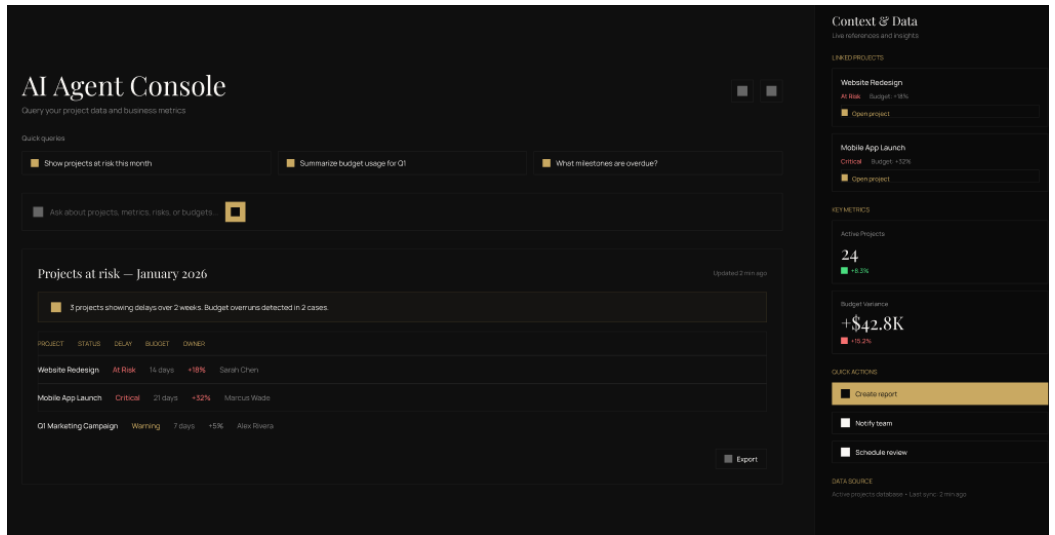 AI Agent Console
Query your project data and business metrics
Quick queries
Show projects at risk this month
Summarize budget usage for Q1
What milestones are overdue?
Ask about projects, metrics, risks, or budgets...
Projects at risk — January 2026
Updated 2 min ago
3 projects showing delays over 2 weeks. Budget overruns detected in 2 cases.
PROJECT STATUS DELAY BUDGET OWNER
Website Redesign At Risk 14 days +18% Sarah Chen
Mobile App Launch Critical 21 days +32% Marcus Wade
Q1 Marketing Campaign Warning 7 days +5% Alex Rivera
Export
Context & Data
Live references and insights
LINKED PROJECTS
Website Redesign
At Risk Budget: +18%
Open project
Mobile App Launch
Critical Budget: +32%
Open project
KEY METRICS
Active Projects
24
+8.3%
Budget Variance
+$42.8K
+15.2%
QUICK ACTIONS
Create report
Notify team
Schedule review
DATA SOURCE
Active projects database • Last sync: 2 min ago